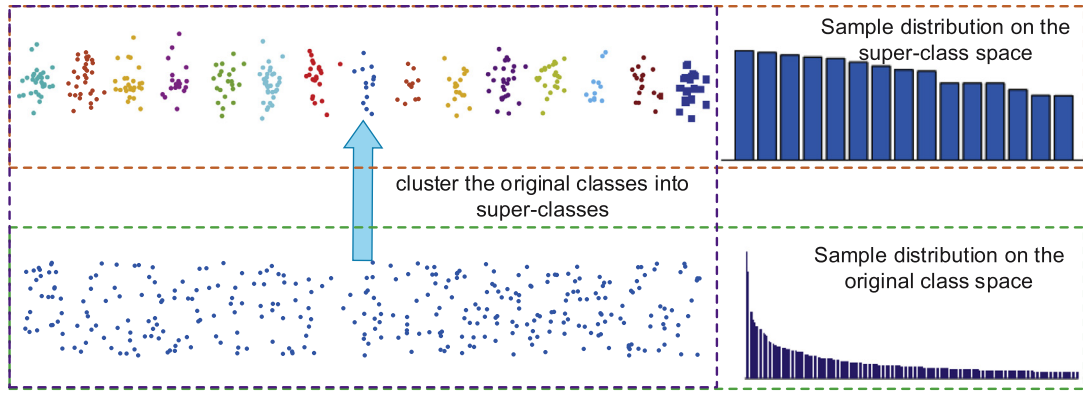 Sample distribution on the
super-class space
cluster the original classes into
super-classes
Sample distribution on the
original class space